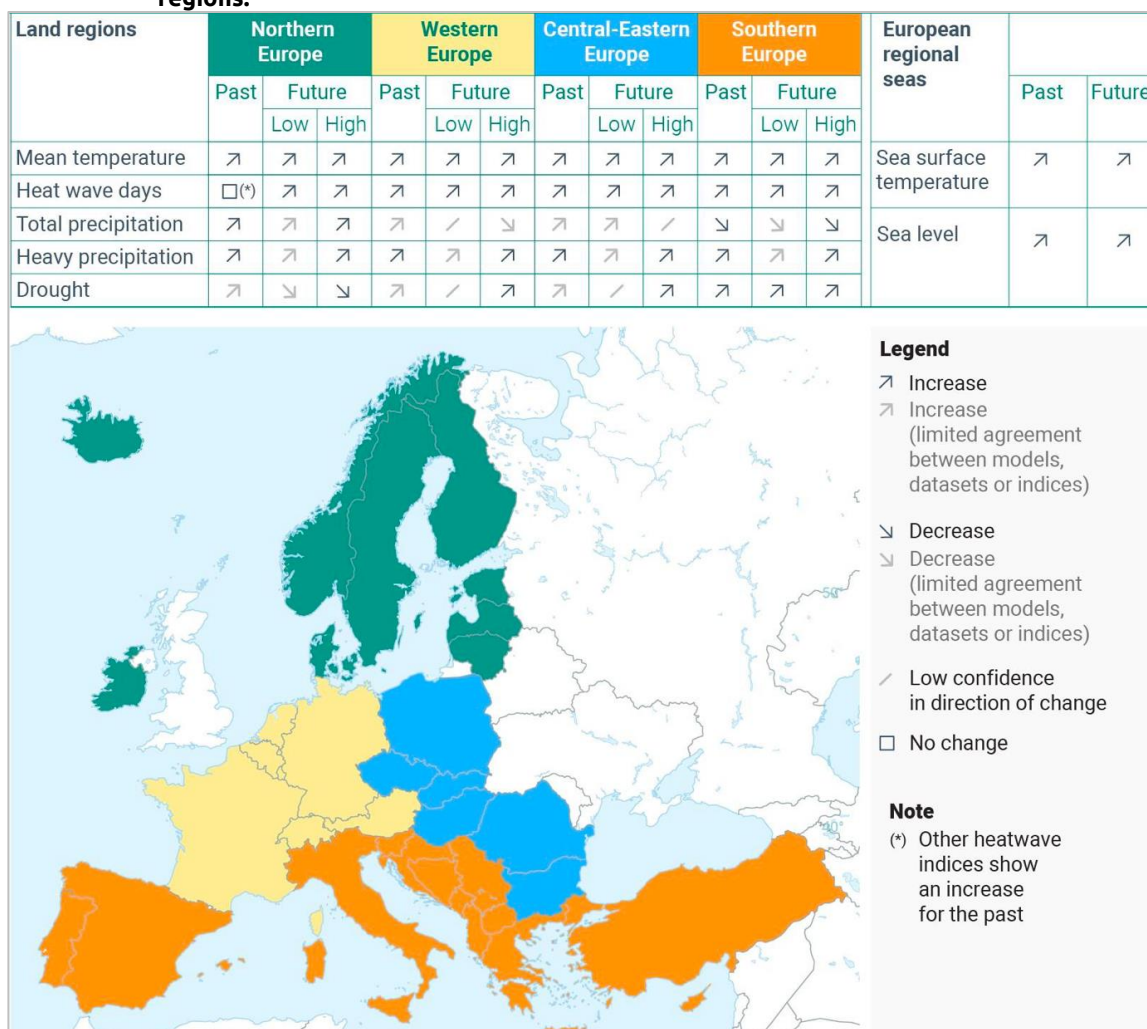 regions.
Land regions Northern Europe Western Europe Central-Eastern Europe Southern Europe European regional seas
Past Future Past Future Past Future Past Future Past Future
Low High Low High Low High Low High
Mean temperature ↗ ↗ ↗ ↗ ↗ ↗ ↗ ↗ ↗ ↗ ↗ ↗ Sea surface temperature ↗ ↗
Heat wave days □(*) ↗ ↗ ↗ ↗ ↗ ↗ ↗ ↗ ↗ ↗ ↗
Total precipitation ↗ ↗ ↗ ↗ ⁄ ↘ ↗ ↗ ⁄ ↘ ↘ ↘ Sea level ↗ ↗
Heavy precipitation ↗ ↗ ↗ ↗ ↗ ↗ ↗ ↗ ↗ ↗ ↗ ↗
Drought ↗ ↘ ↘ ↗ ⁄ ↗ ↗ ⁄ ↗ ↗ ↗ ↗
Legend
↗ Increase
↗ Increase
(limited agreement
between models,
datasets or indices)
↘ Decrease
↘ Decrease
(limited agreement
between models,
datasets or indices)
⁄ Low confidence
in direction of change
□ No change
Note
(*) Other heatwave
indices show
an increase
for the past
50°
40°